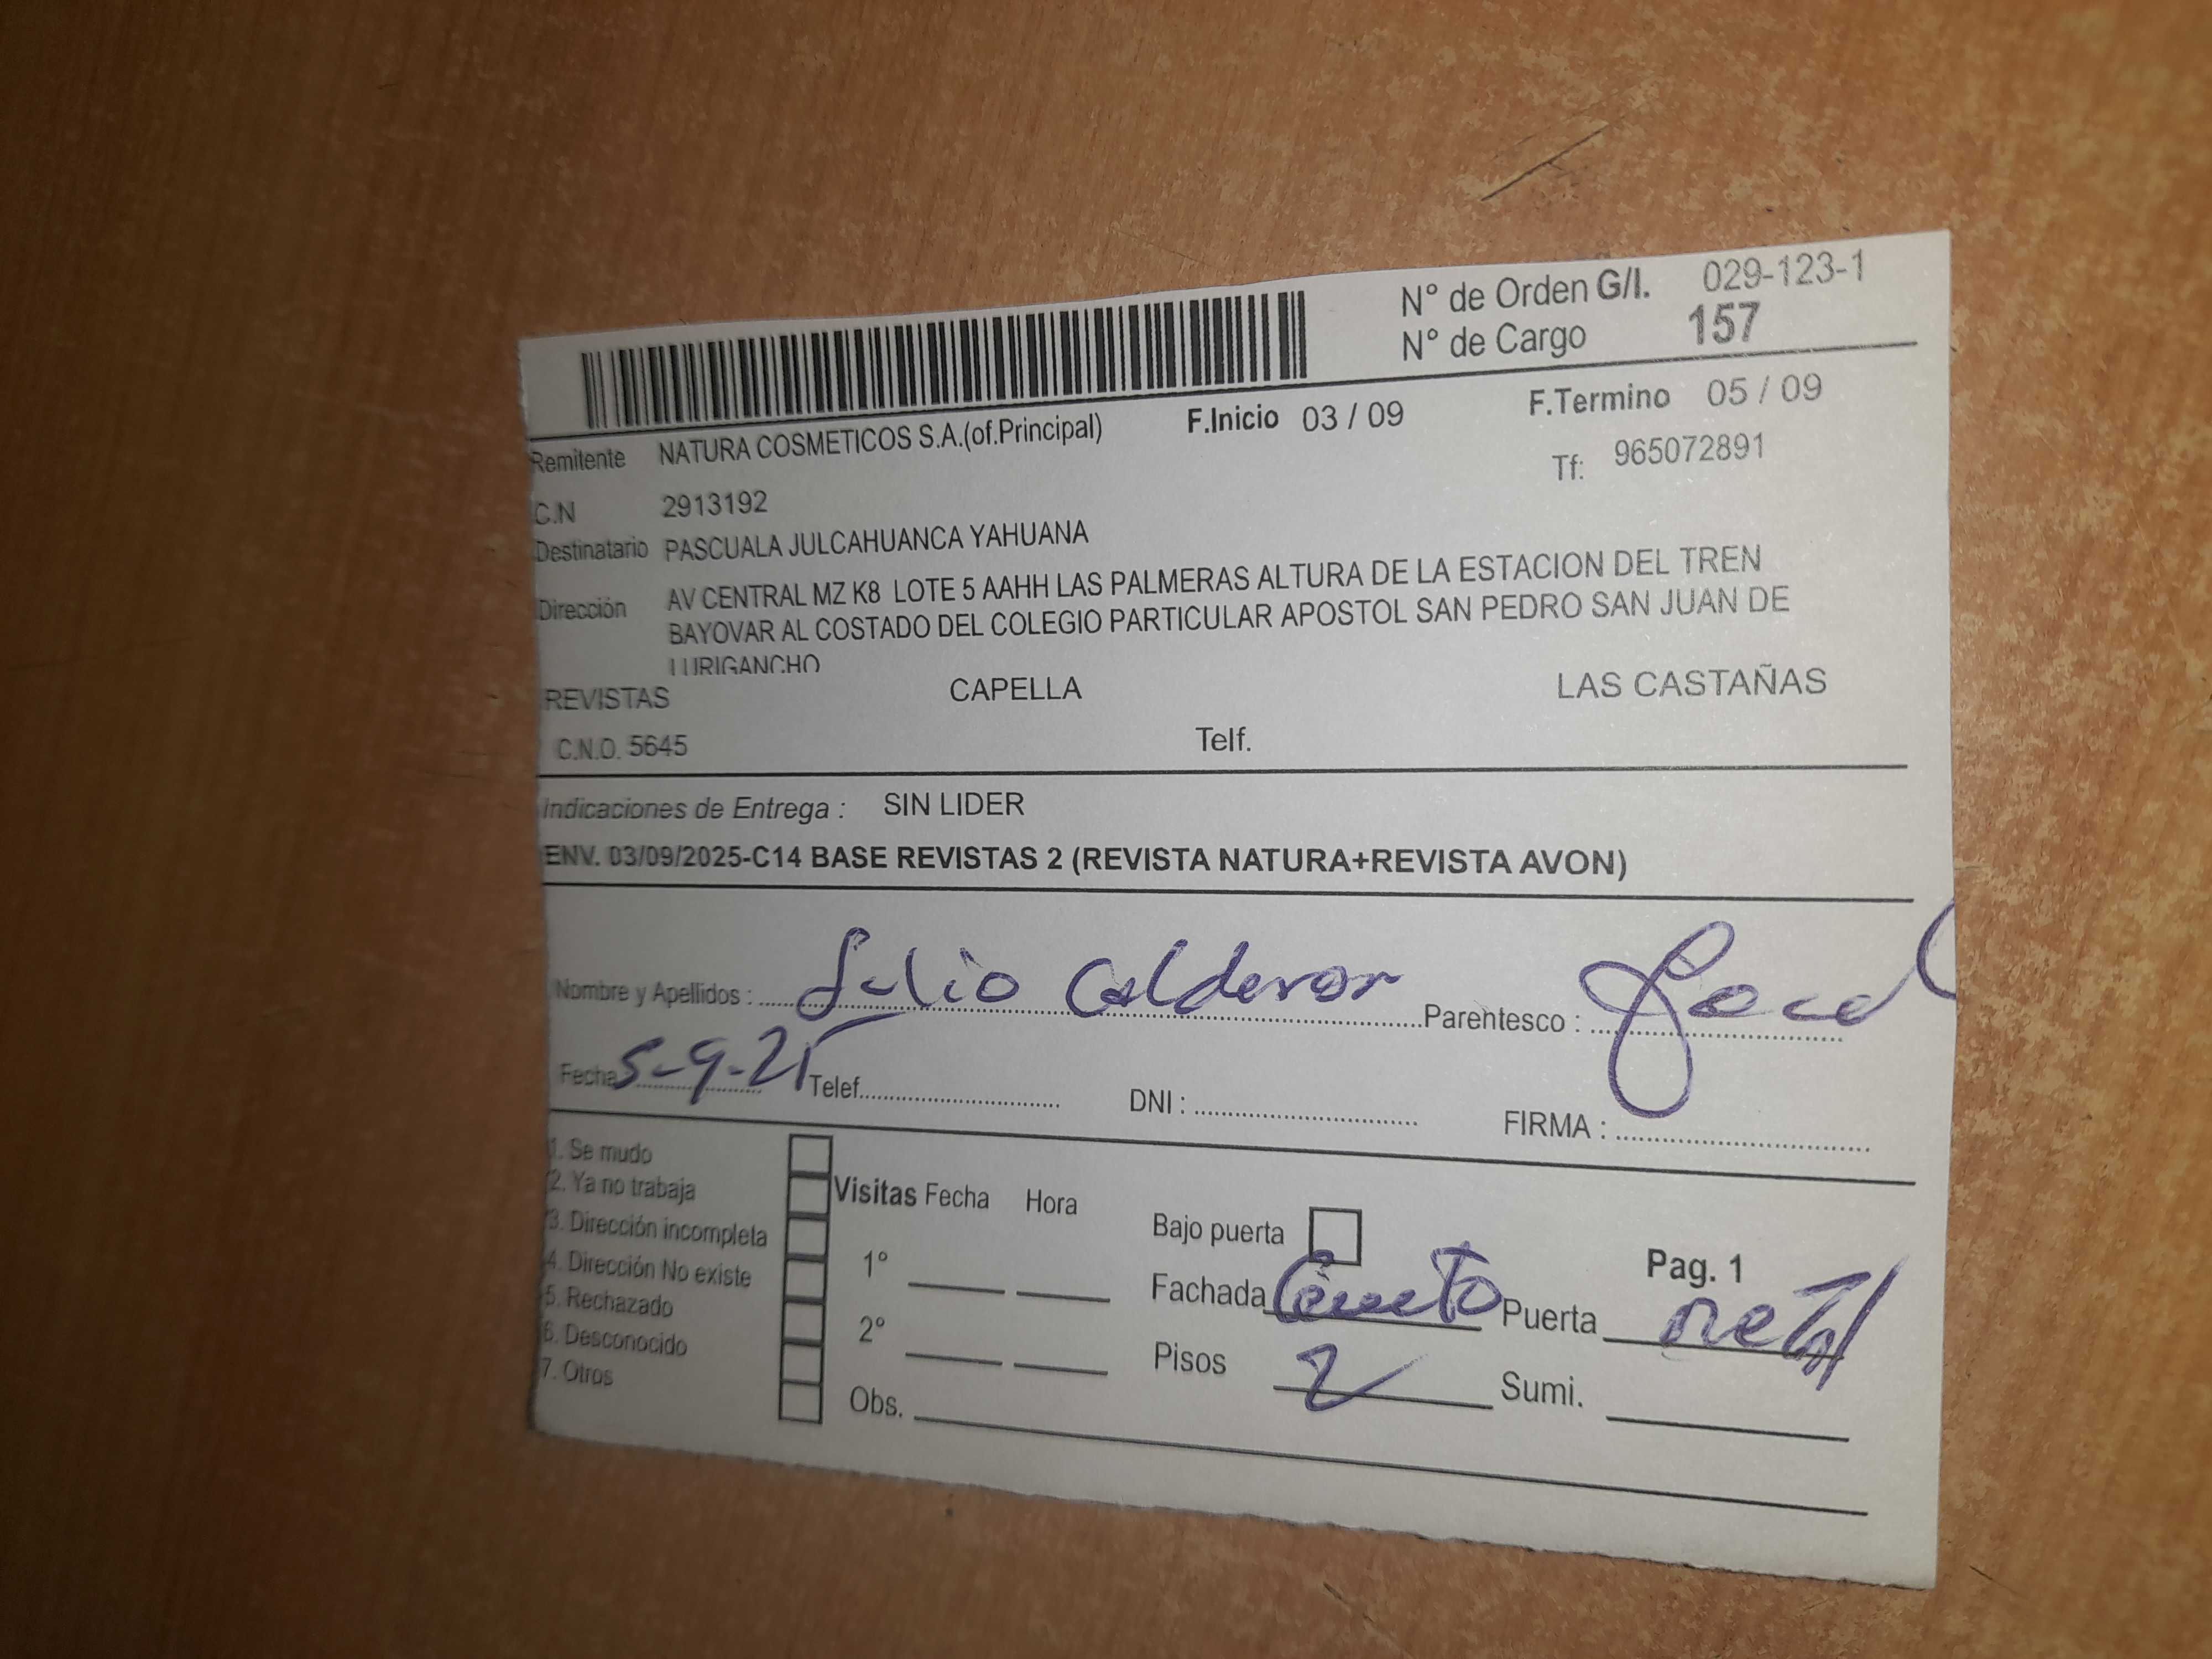 N° de Orden G/I. 029-123-1
N° de Cargo 157
Remitente NATURA COSMETICOS S.A.(of.Principal) F.Inicio 03 / 09 F.Termino 05 / 09
C.N 2913192 Tf: 965072891
Destinatario PASCUALA JULCAHUANCA YAHUANA
Dirección AV CENTRAL MZ K8 LOTE 5 AAHH LAS PALMERAS ALTURA DE LA ESTACION DEL TREN
BAYOVAR AL COSTADO DEL COLEGIO PARTICULAR APOSTOL SAN PEDRO SAN JUAN DE
LURIGANCHO
REVISTAS CAPELLA LAS CASTAÑAS
C.N.O. 5645 Telf.
Indicaciones de Entrega : SIN LIDER
ENV. 03/09/2025-C14 BASE REVISTAS 2 (REVISTA NATURA+REVISTA AVON)
Nombre y Apellidos : Julio Calderon Parentesco :
Fecha 5-9-25 Telef. DNI : FIRMA :
1. Se mudo
2. Ya no trabaja
3. Dirección incompleta
4. Dirección No existe
5. Rechazado
6. Desconocido
7. Otros
Visitas Fecha Hora
1°
2°
Obs.
Bajo puerta Pag. 1
Fachada Puerta metal
Pisos 2 Sumi.